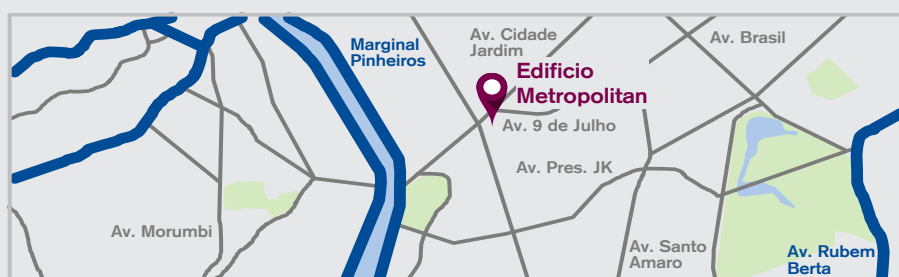 Av. Cidade
Jardim
Av. Brasil
Marginal
Pinheiros
Edificio
Metropolitan
Av. 9 de Julho
Av. Pres. JK
Av. Morumbi
Av. Santo
Amaro
Av. Rubem
Berta